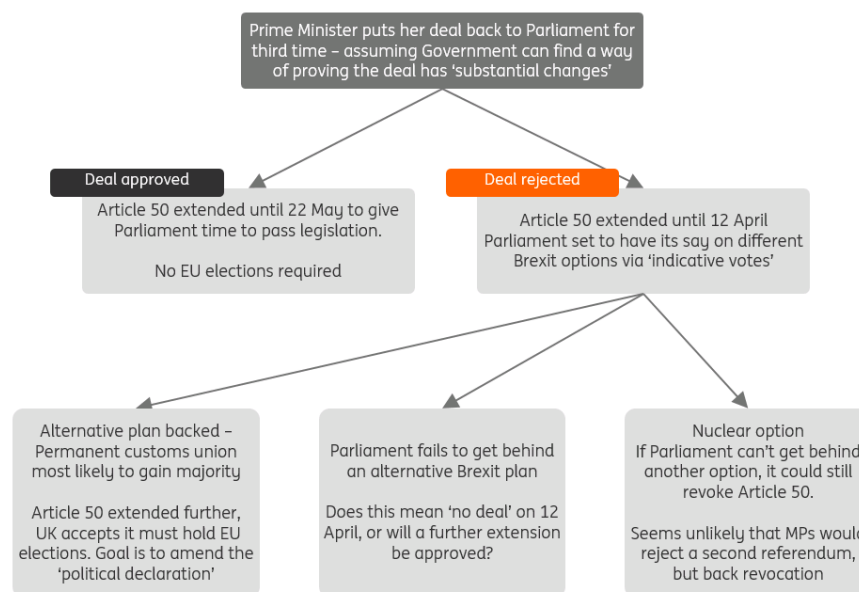 Prime Minister puts her deal back to Parliament for
third time – assuming Government can find a way
of proving the deal has ‘substantial changes’
Deal approved
Article 50 extended until 22 May to give
Parliament time to pass legislation.
No EU elections required
Deal rejected
Article 50 extended until 12 April
Parliament set to have its say on different
Brexit options via ‘indicative votes’
Alternative plan backed –
Permanent customs union
most likely to gain majority
Article 50 extended further,
UK accepts it must hold EU
elections. Goal is to amend the
‘political declaration’
Parliament fails to get behind
an alternative Brexit plan
Does this mean ‘no deal’ on 12
April, or will a further extension
be approved?
Nuclear option
If Parliament can’t get behind
another option, it could still
revoke Article 50.
Seems unlikely that MPs would
reject a second referendum,
but back revocation